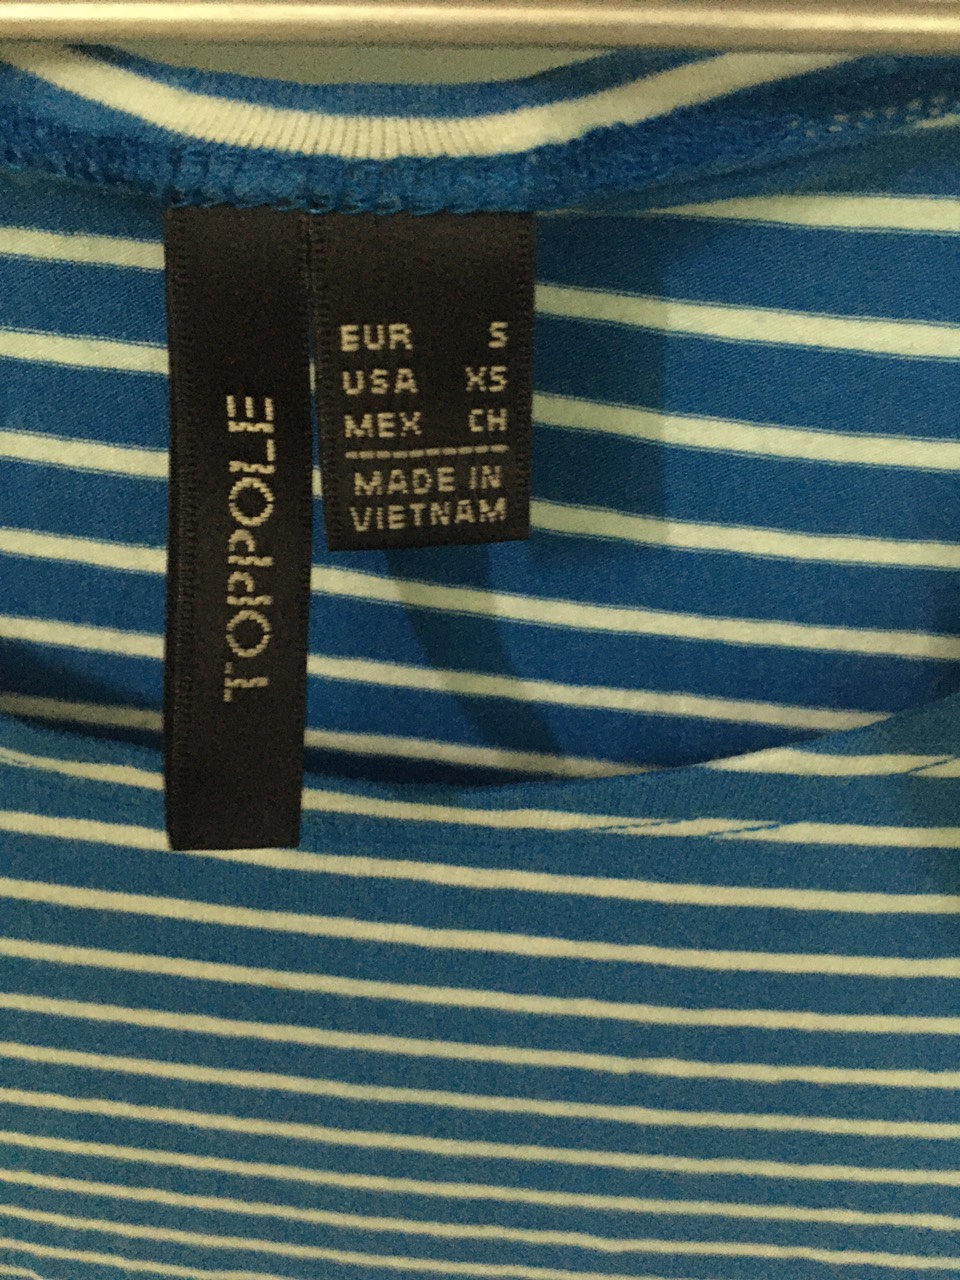 TOPPOLE
EUR S
USA XS
MEX CH
MADE IN
VIETNAM